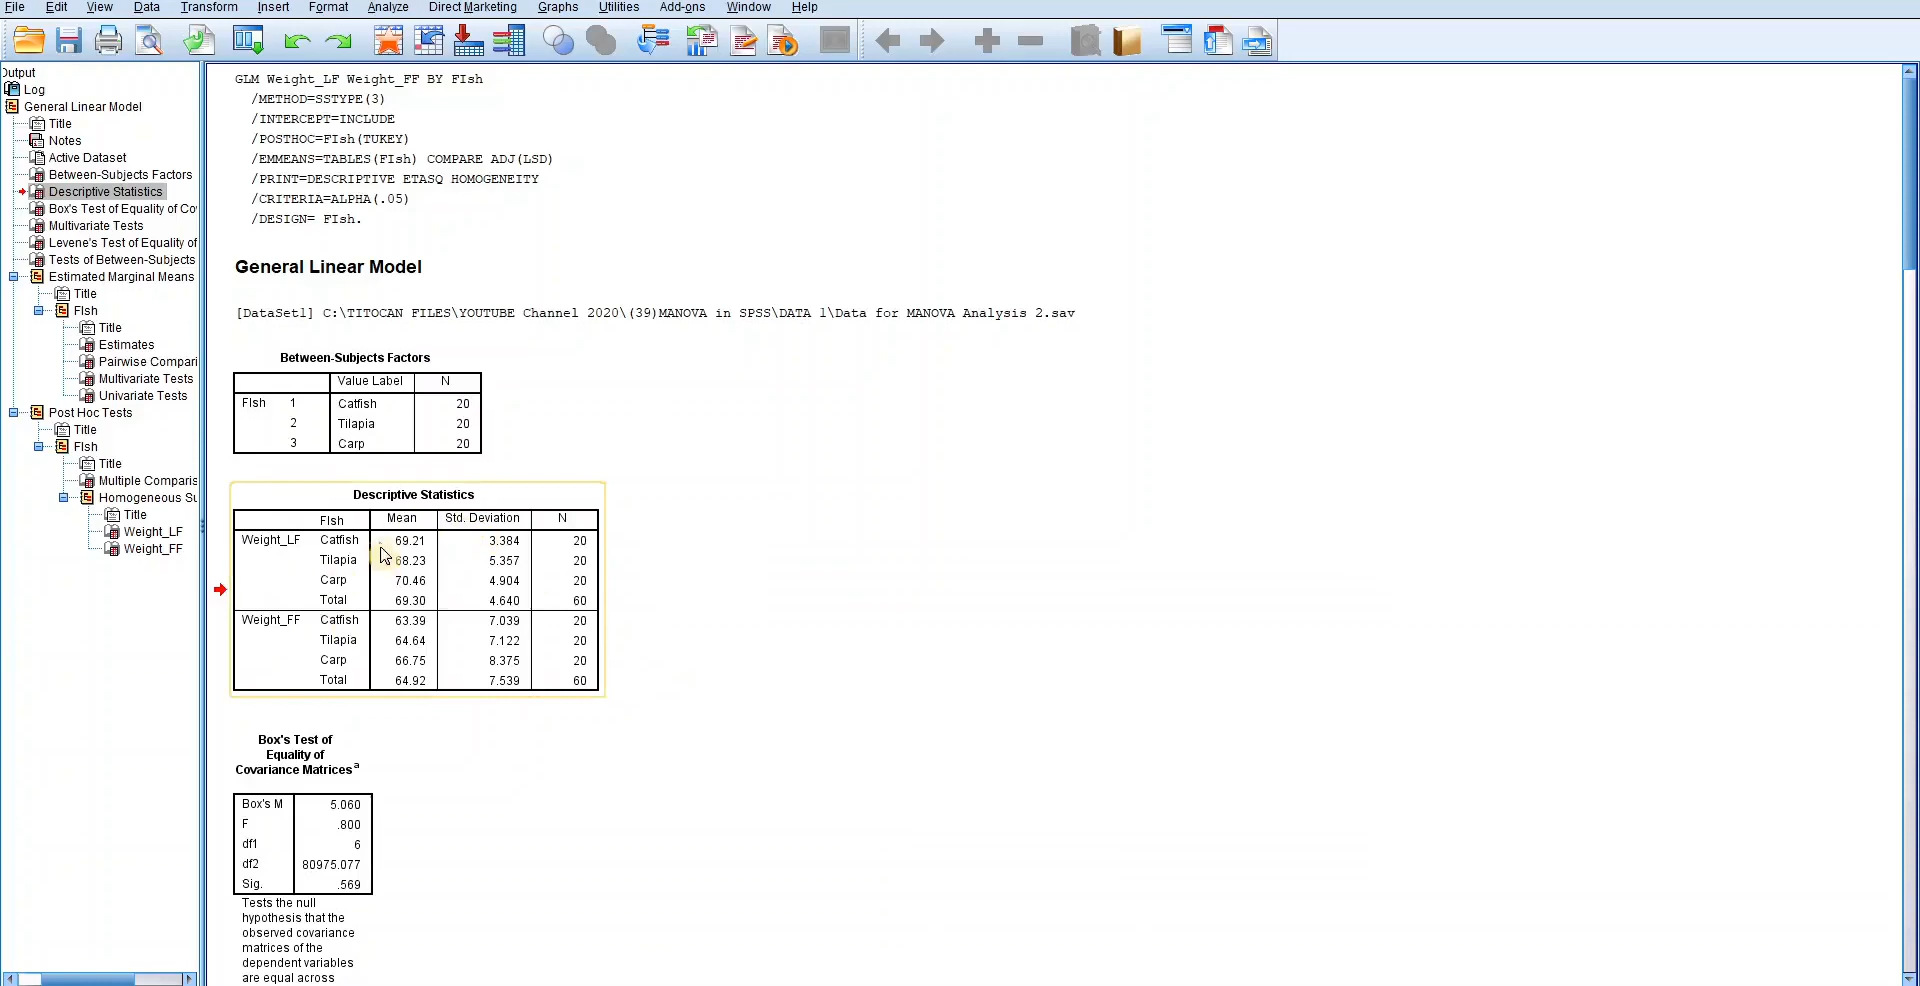 File Edit View Data Transform Insert Format Analyze Direct Marketing Graphs Utilities Add-ons Window Help
Output
Log
General Linear Model
Title
Notes
Active Dataset
Between-Subjects Factors
Descriptive Statistics
Box's Test of Equality of Co
Multivariate Tests
Levene's Test of Equality of
Tests of Between-Subjects
Estimated Marginal Means
Title
FIsh
Title
Estimates
Pairwise Compari
Multivariate Tests
Univariate Tests
Post Hoc Tests
Title
FIsh
Title
Multiple Comparis
Homogeneous Su
Title
Weight_LF
Weight_FF
GLM Weight_LF Weight_FF BY FIsh
/METHOD=SSTYPE(3)
/INTERCEPT=INCLUDE
/POSTHOC=FIsh(TUKEY)
/EMMEANS=TABLES(FIsh) COMPARE ADJ(LSD)
/PRINT=DESCRIPTIVE ETASQ HOMOGENEITY
/CRITERIA=ALPHA(.05)
/DESIGN= FIsh.
General Linear Model
[DataSet1] C:\TITOCAN FILES\YOUTUBE Channel 2020\(39)MANOVA in SPSS\DATA 1\Data for MANOVA Analysis 2.sav
Between-Subjects Factors
Value Label N
FIsh 1 Catfish 20
2 Tilapia 20
3 Carp 20
Descriptive Statistics
FIsh Mean Std. Deviation N
Weight_LF Catfish 69.21 3.384 20
Tilapia 68.23 5.357 20
Carp 70.46 4.904 20
Total 69.30 4.640 60
Weight_FF Catfish 63.39 7.039 20
Tilapia 64.64 7.122 20
Carp 66.75 8.375 20
Total 64.92 7.539 60
Box's Test of
Equality of
Covariance Matrices a
Box's M 5.060
F .800
df1 6
df2 80975.077
Sig. .569
Tests the null
hypothesis that the
observed covariance
matrices of the
dependent variables
are equal across